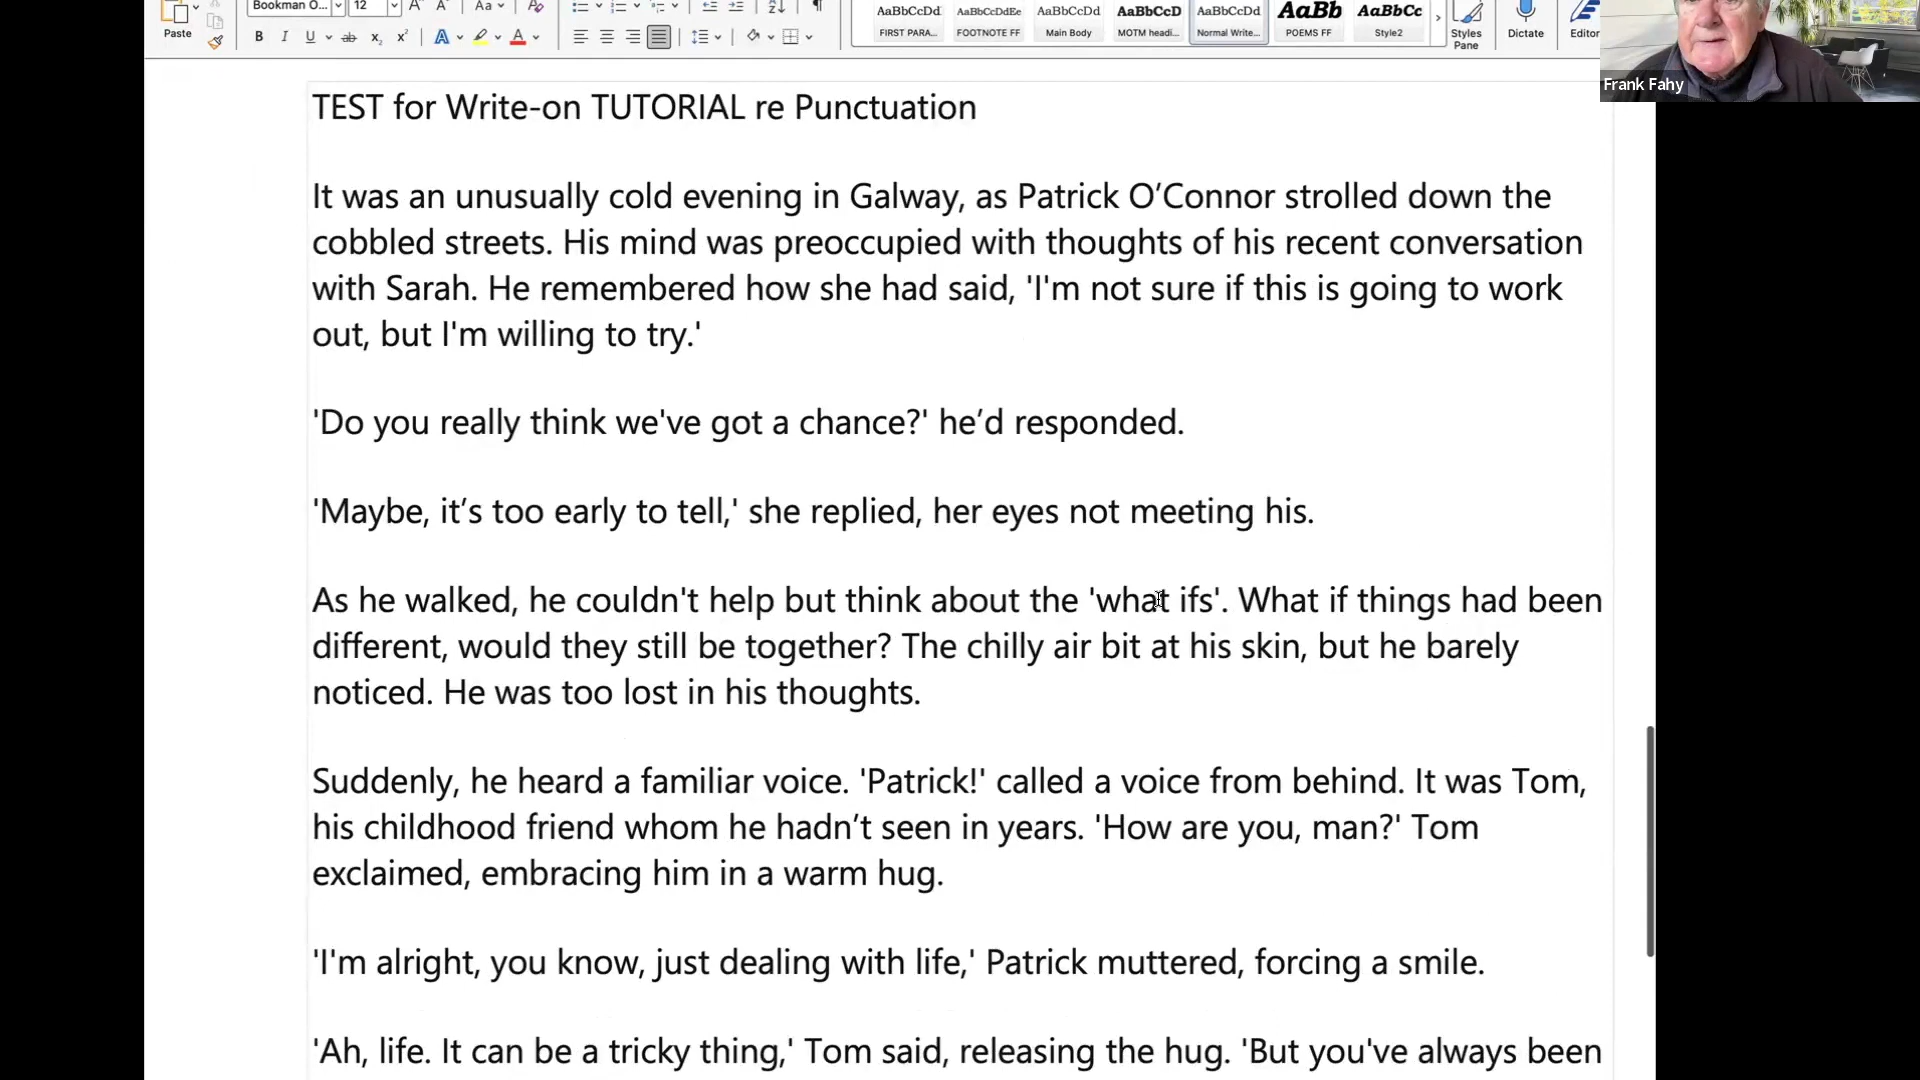 Bookman O... 12 A A Aa A
Paste B I U ab x₂ x² A A
AaBbCcDd AaBbCcDdEe AaBbCcDd AaBbCcD AaBbCcDd AaBb AaBbCc
FIRST PARA... FOOTNOTE FF Main Body MOTM headi... Normal Write... POEMS FF Style2
Styles Pane Dictate Editor
Frank Fahy
TEST for Write-on TUTORIAL re Punctuation
It was an unusually cold evening in Galway, as Patrick O’Connor strolled down the
cobbled streets. His mind was preoccupied with thoughts of his recent conversation
with Sarah. He remembered how she had said, 'I'm not sure if this is going to work
out, but I'm willing to try.'
'Do you really think we've got a chance?' he’d responded.
'Maybe, it’s too early to tell,' she replied, her eyes not meeting his.
As he walked, he couldn't help but think about the 'what ifs'. What if things had been
different, would they still be together? The chilly air bit at his skin, but he barely
noticed. He was too lost in his thoughts.
Suddenly, he heard a familiar voice. 'Patrick!' called a voice from behind. It was Tom,
his childhood friend whom he hadn’t seen in years. 'How are you, man?' Tom
exclaimed, embracing him in a warm hug.
'I'm alright, you know, just dealing with life,' Patrick muttered, forcing a smile.
'Ah, life. It can be a tricky thing,' Tom said, releasing the hug. 'But you've always been